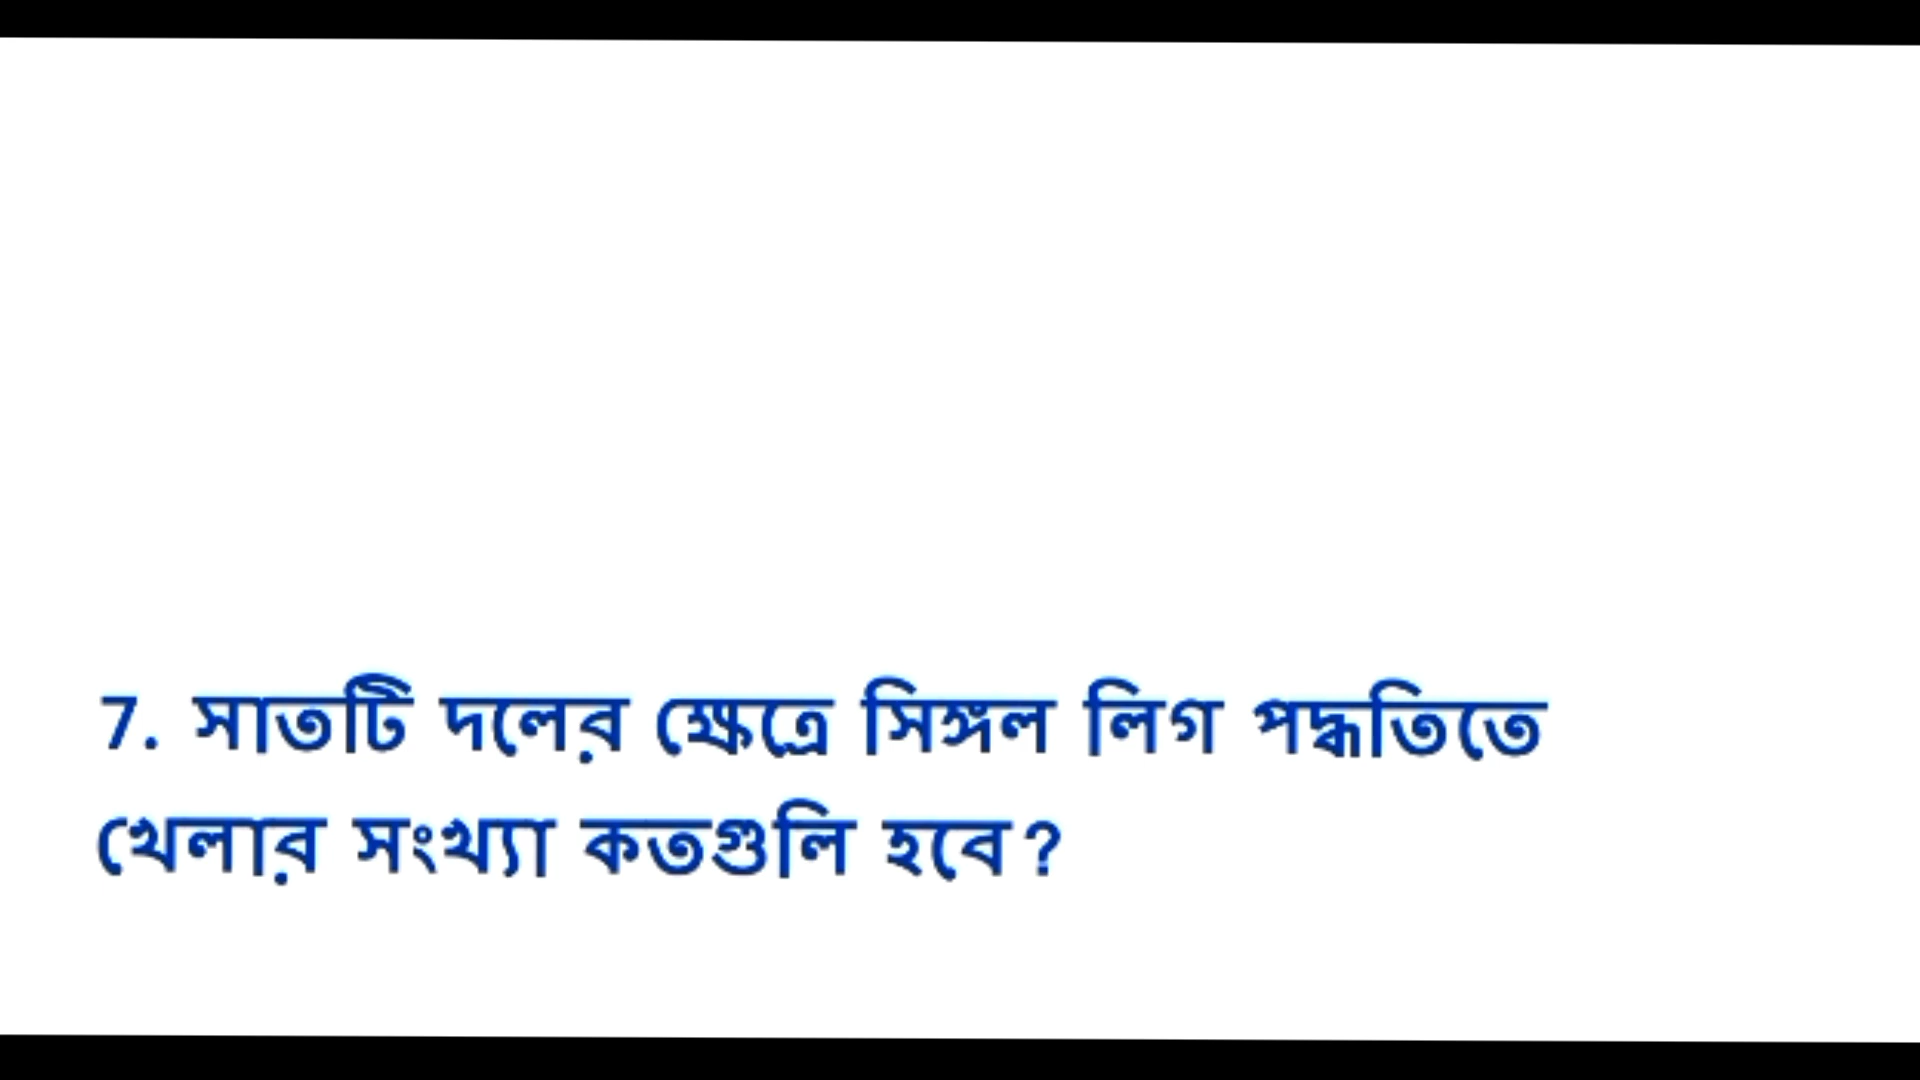 7. সাতটি দলের ক্ষেত্রে সিঙ্গল লিগ পদ্ধতিতে
খেলার সংখ্যা কতগুলি হবে?